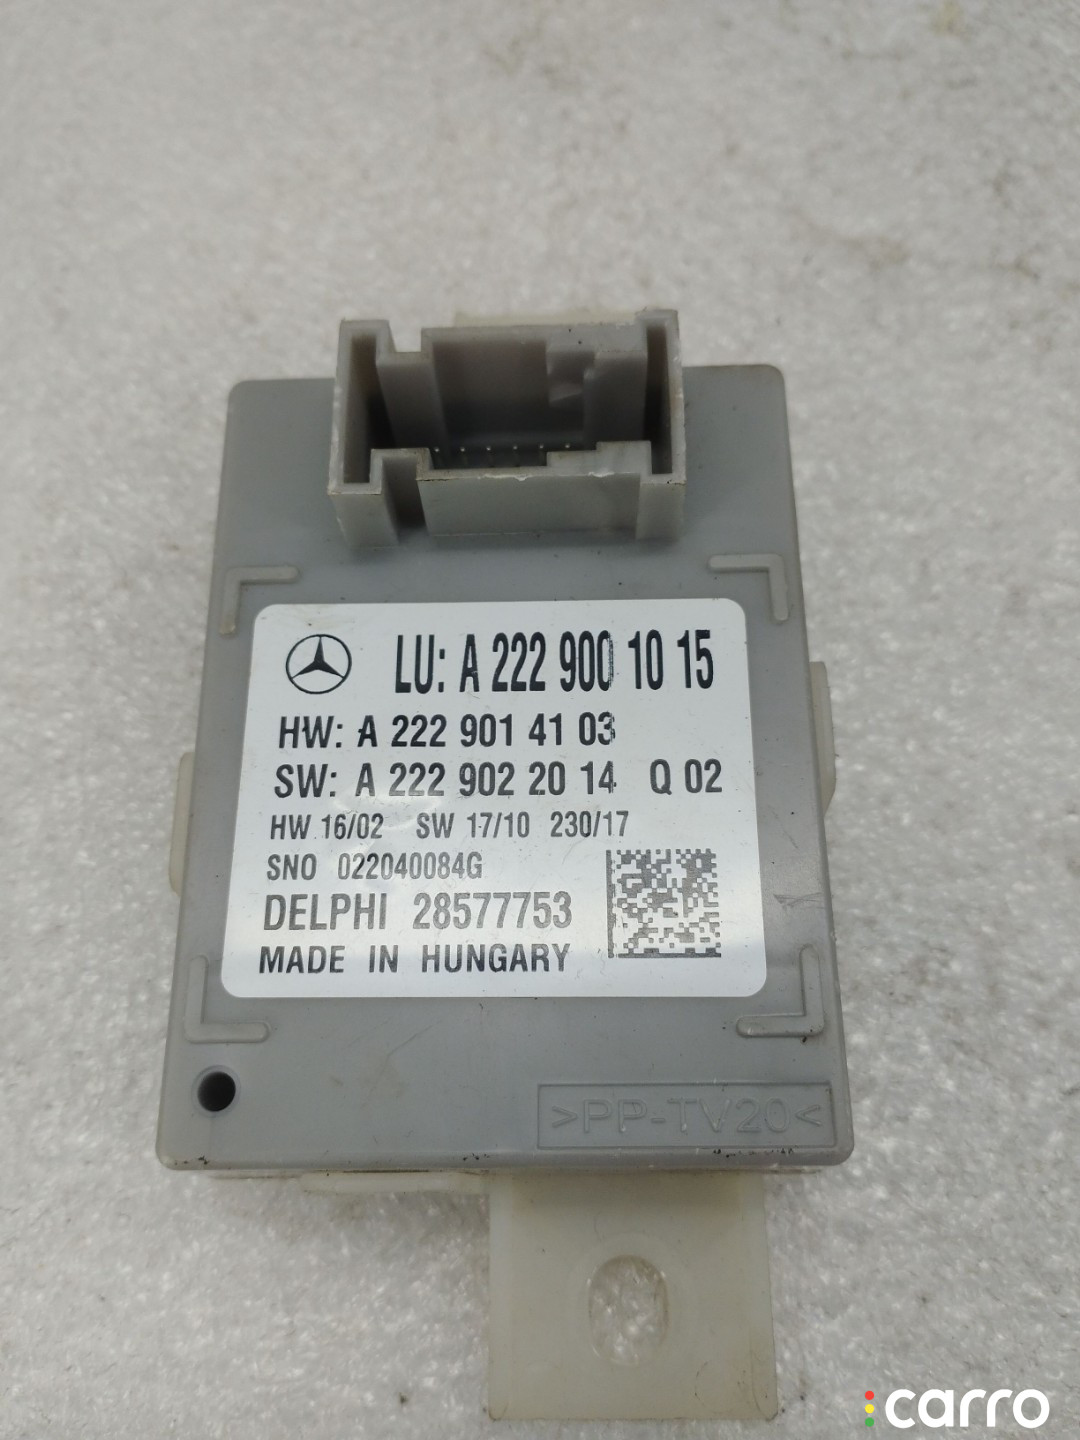 LU: A 222 900 10 15
HW: A 222 901 41 03
SW: A 222 902 20 14 Q 02
HW 16/02 SW 17/10 230/17
SNO 022040084G
DELPHI 28577753
MADE IN HUNGARY
>PP-TV20<
carro